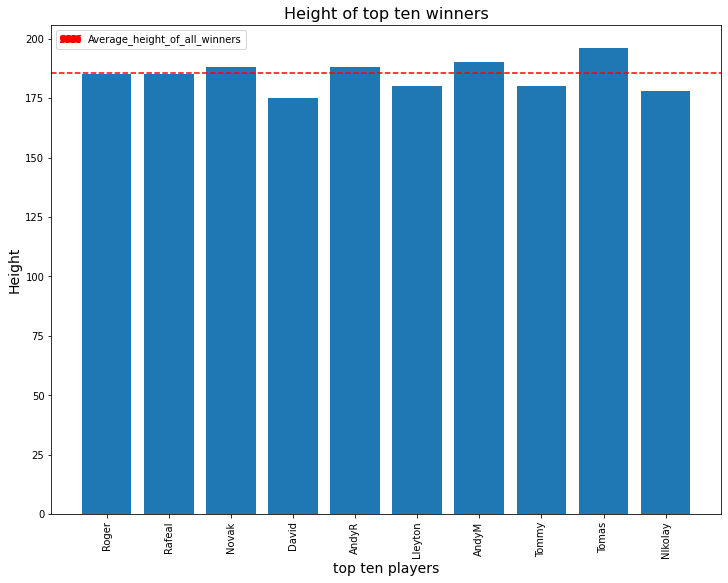 Height of top ten winners
Average_height_of_all_winners
200
175
150
125
100
75
50
25
0
Height
Roger
Rafeal
Novak
David
AndyR
Lleyton
AndyM
Tommy
Tomas
NIkolay
top ten players